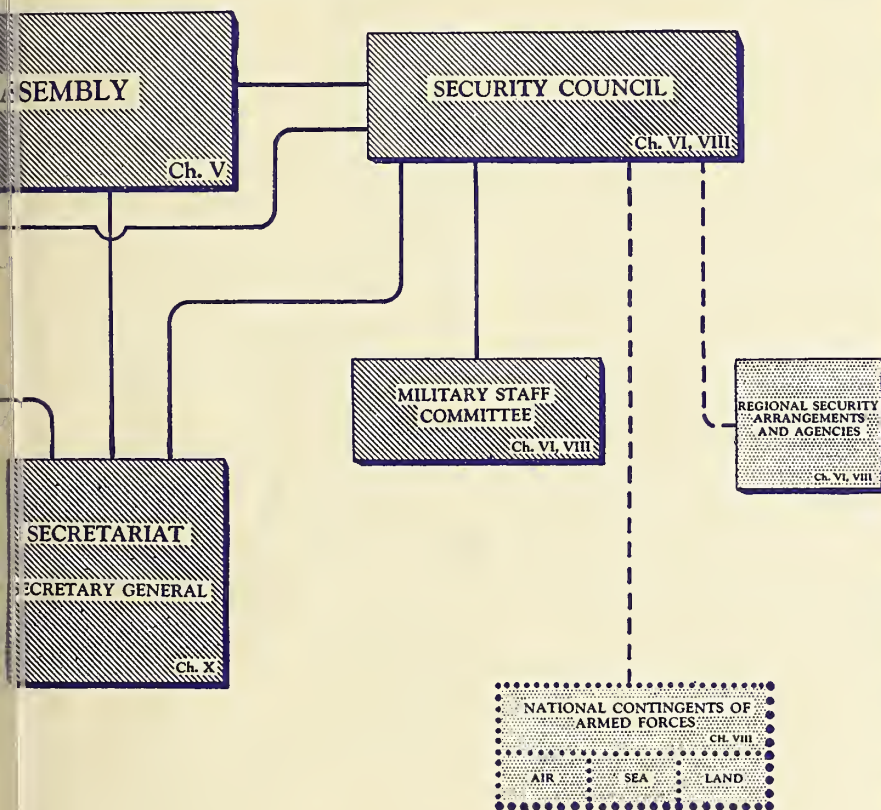 SEMBLY
Ch. V
SECURITY COUNCIL
Ch. VI, VIII
MILITARY STAFF
COMMITTEE
Ch. VI, VIII
REGIONAL SECURITY
ARRANGEMENTS
AND AGENCIES
Ch. VI, VIII
SECRETARIAT
ECRETARY GENERAL
Ch. X
NATIONAL CONTINGENTS OF
ARMED FORCES
CH. VIII
AIR
SEA
LAND